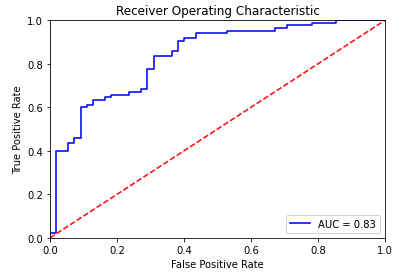 Receiver Operating Characteristic
True Positive Rate
1.0
0.8
0.6
0.4
0.2
0.0
AUC = 0.83
0.0 0.2 0.4 0.6 0.8 1.0
False Positive Rate